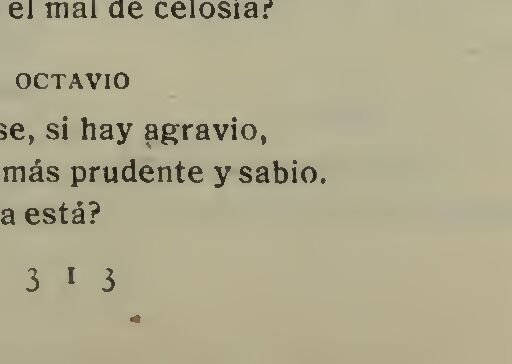 el mal de celosía?
OCTAVIO
se, si hay agravio,
más prudente y sabio.
a está?
3 1 3